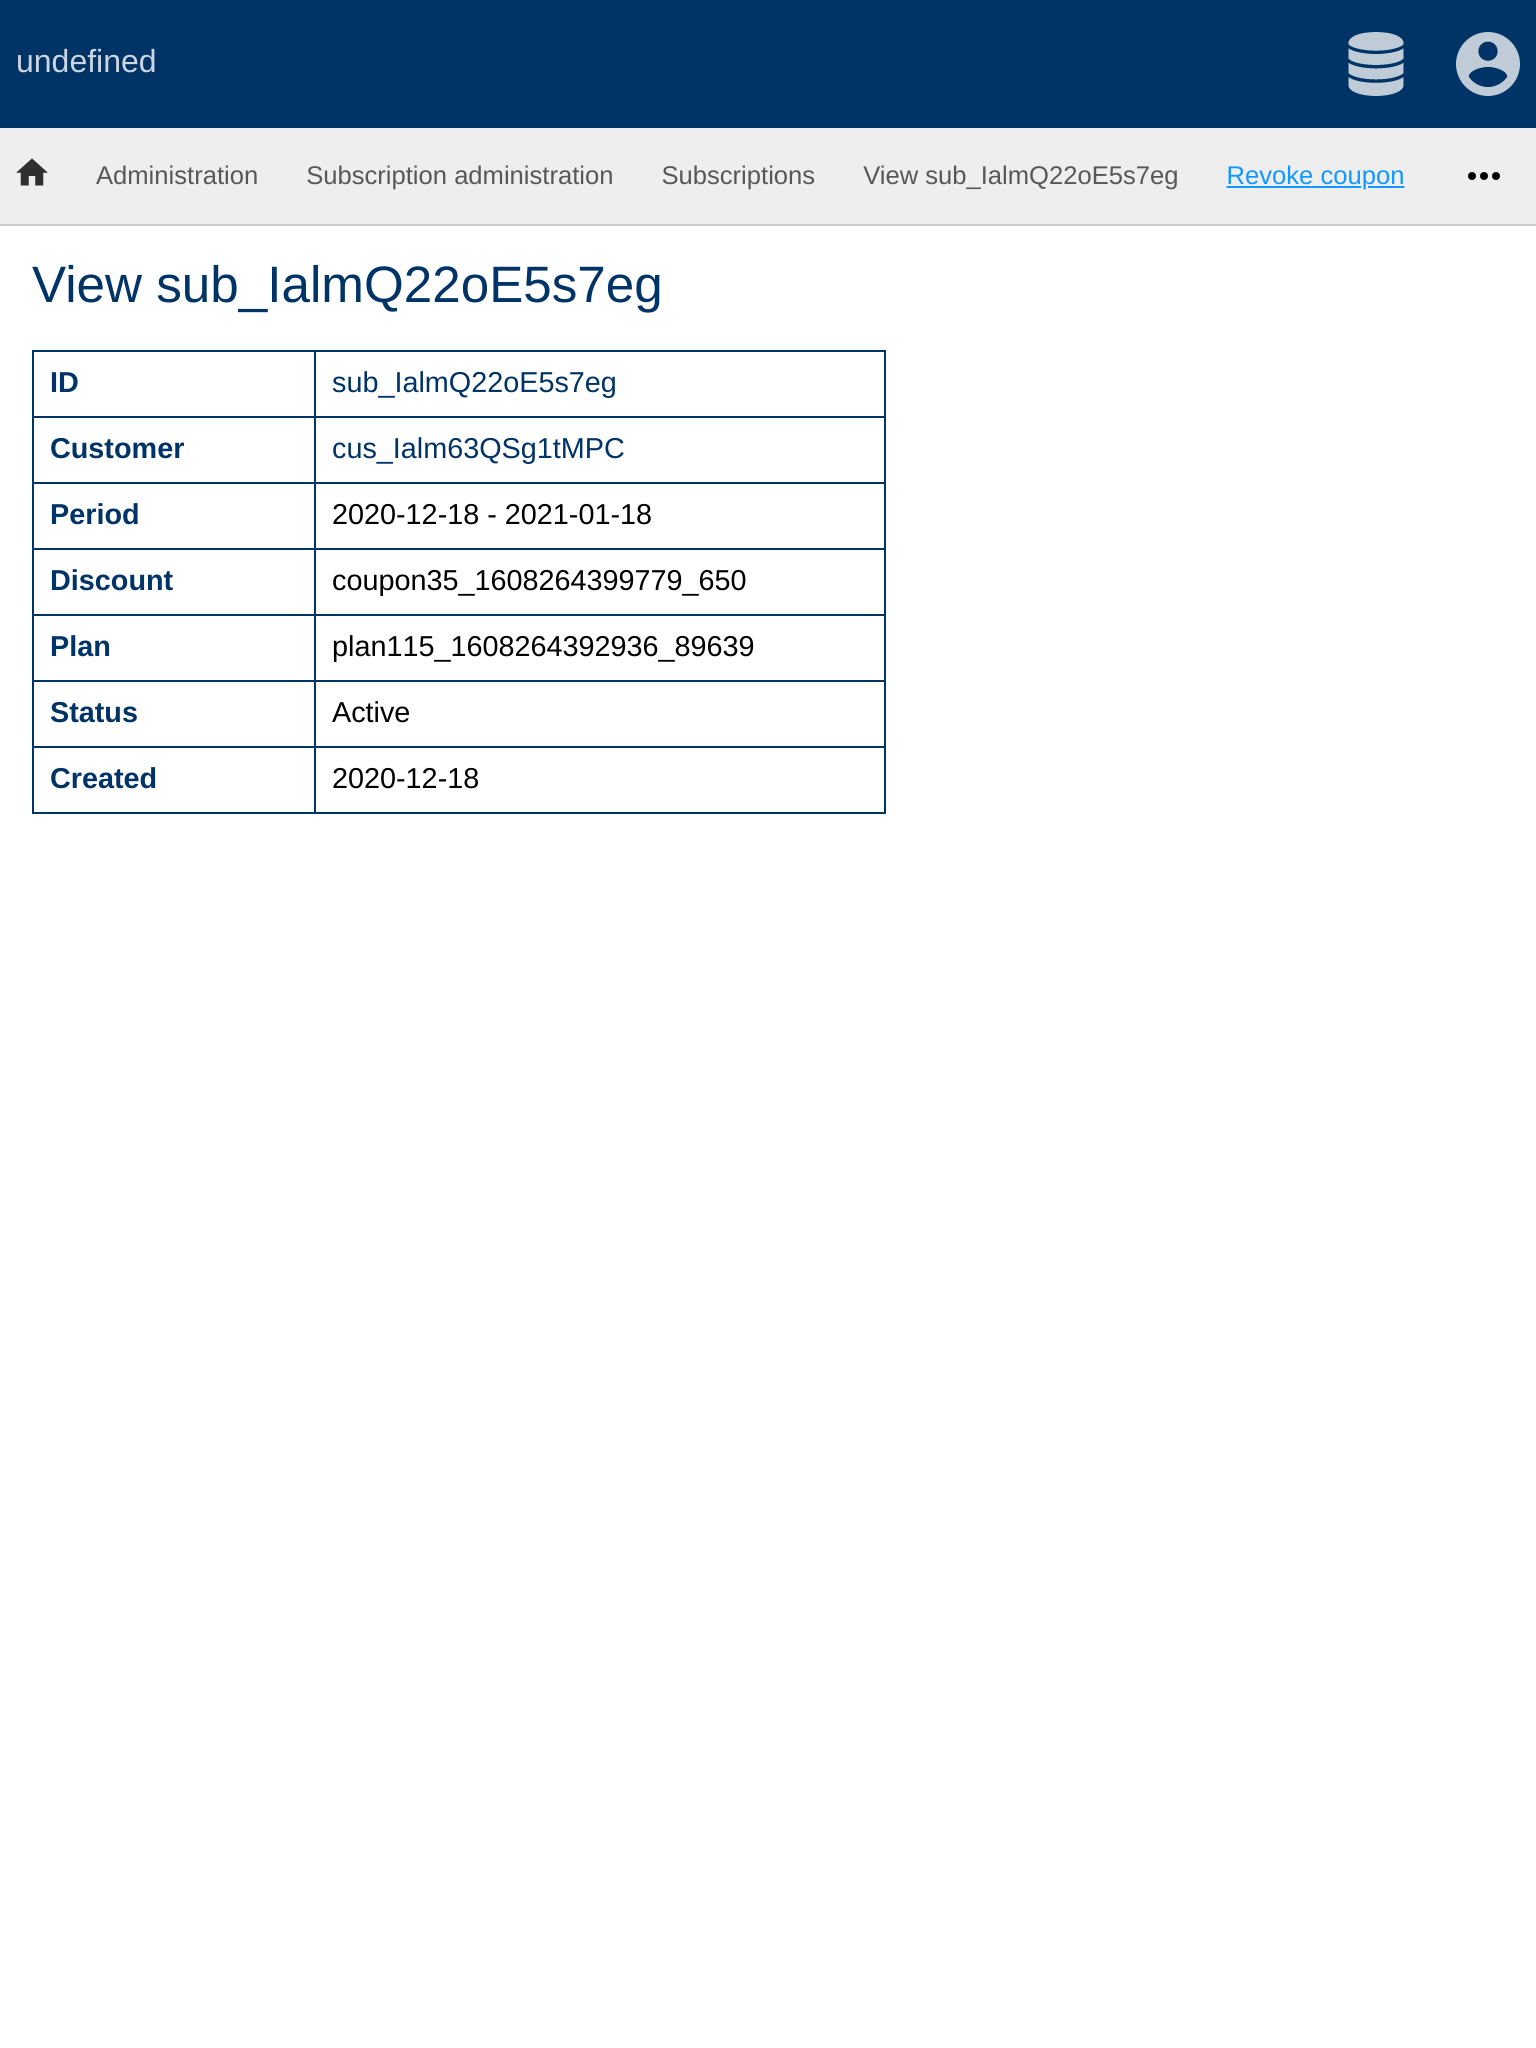 undefined
Administration Subscription administration Subscriptions View sub_IalmQ22oE5s7eg Revoke coupon
View sub_IalmQ22oE5s7eg
ID sub_IalmQ22oE5s7eg
Customer cus_Ialm63QSg1tMPC
Period 2020-12-18 - 2021-01-18
Discount coupon35_1608264399779_650
Plan plan115_1608264392936_89639
Status Active
Created 2020-12-18